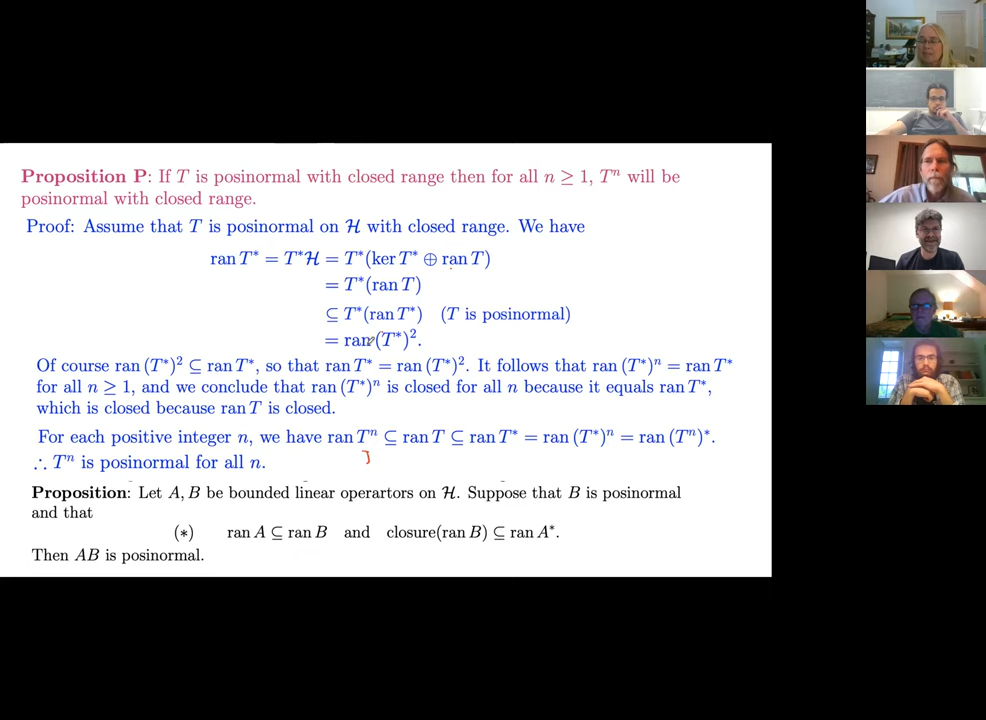 Proposition P: If T is posinormal with closed range then for all n ≥ 1, Tⁿ will be
posinormal with closed range.
Proof: Assume that T is posinormal on ℋ with closed range. We have
ran T* = T*ℋ = T*(ker T* ⊕ ran T)
= T*(ran T)
⊆ T*(ran T*) (T is posinormal)
= ran (T*)².
Of course ran (T*)² ⊆ ran T*, so that ran T* = ran (T*)². It follows that ran (T*)ⁿ = ran T*
for all n ≥ 1, and we conclude that ran (T*)ⁿ is closed for all n because it equals ran T*,
which is closed because ran T is closed.
For each positive integer n, we have ran Tⁿ ⊆ ran T ⊆ ran T* = ran (T*)ⁿ = ran (Tⁿ)*.
∴ Tⁿ is posinormal for all n.
Proposition: Let A, B be bounded linear operartors on ℋ. Suppose that B is posinormal
and that
(*) ran A ⊆ ran B and closure(ran B) ⊆ ran A*.
Then AB is posinormal.